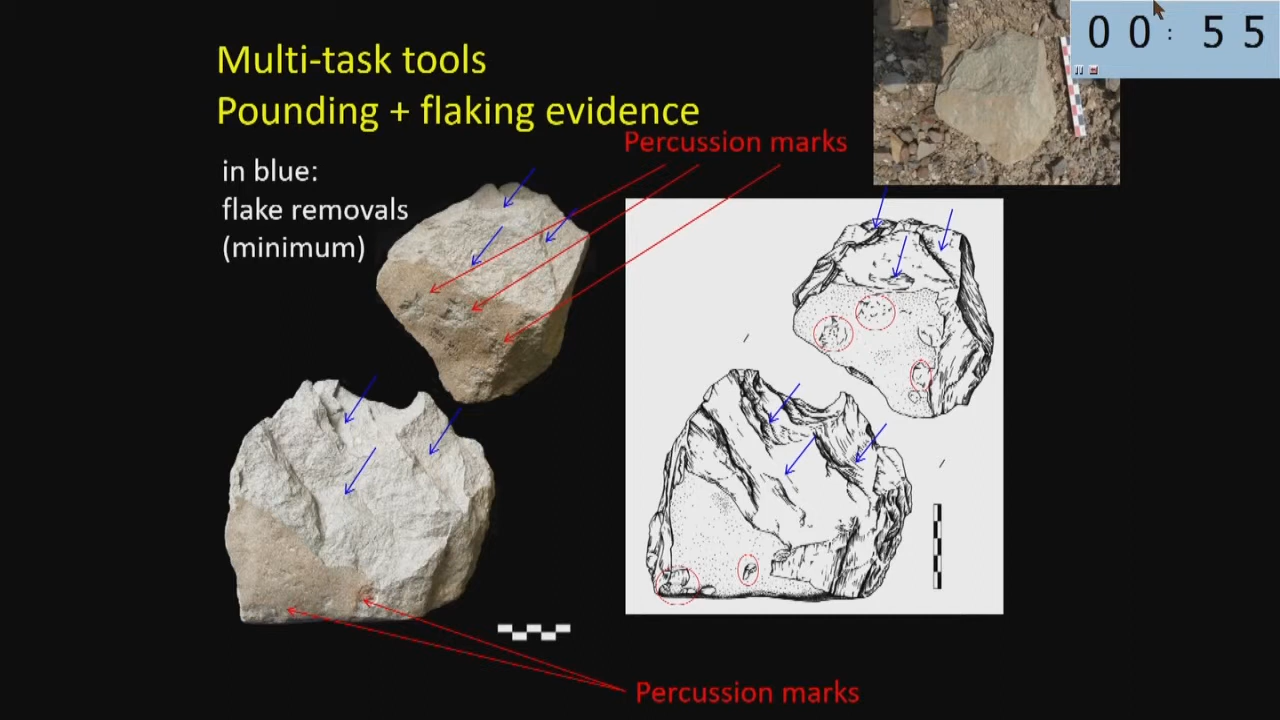 Multi-task tools
Pounding + flaking evidence
00:55
Percussion marks
in blue:
flake removals
(minimum)
Percussion marks